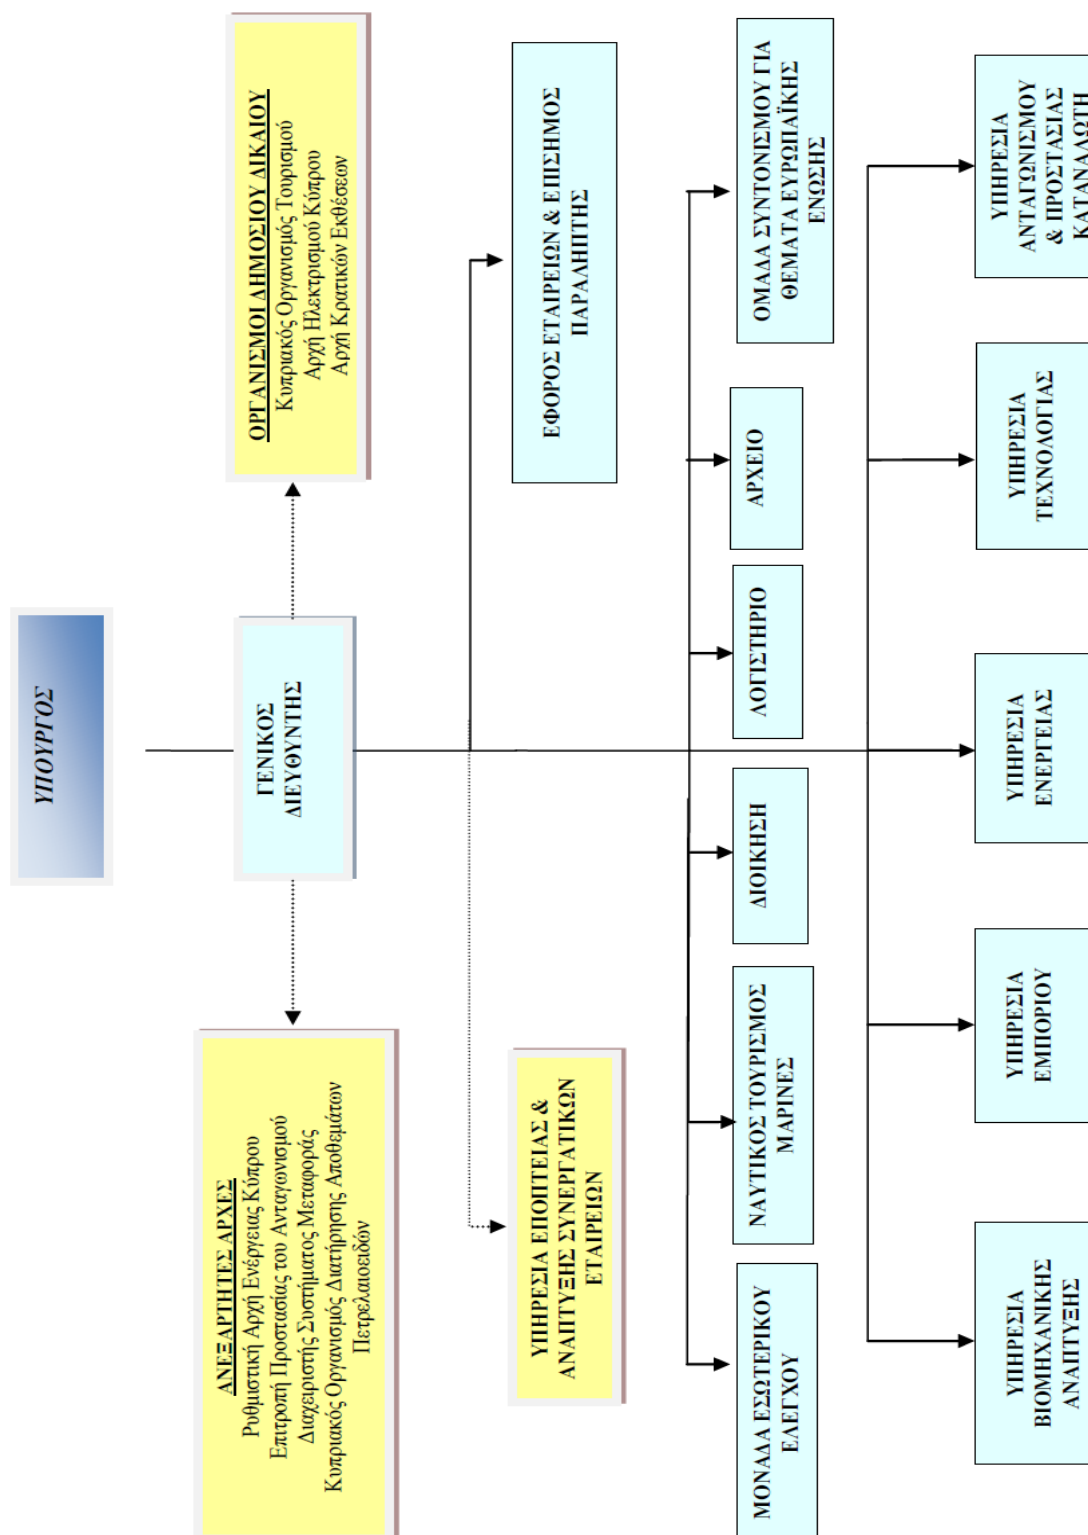 ΥΠΟΥΡΓΟΣ
ΑΝΕΞΑΡΤΗΤΕΣ ΑΡΧΕΣ
Ρυθμιστική Αρχή Ενέργειας Κύπρου
Επιτροπή Προστασίας του Ανταγωνισμού
Διαχειριστής Συστήματος Μεταφοράς
Κυπριακός Οργανισμός Διατήρησης Αποθεμάτων
Πετρελαιοειδών
ΓΕΝΙΚΟΣ
ΔΙΕΥΘΥΝΤΗΣ
ΟΡΓΑΝΙΣΜΟΙ ΔΗΜΟΣΙΟΥ ΔΙΚΑΙΟΥ
Κυπριακός Οργανισμός Τουρισμού
Αρχή Ηλεκτρισμού Κύπρου
Αρχή Κρατικών Εκθέσεων
ΥΠΗΡΕΣΙΑ ΕΠΟΠΤΕΙΑΣ &
ΑΝΑΠΤΥΞΗΣ ΣΥΝΕΡΓΑΤΙΚΩΝ
ΕΤΑΙΡΕΙΩΝ
ΕΦΟΡΟΣ ΕΤΑΙΡΕΙΩΝ & ΕΠΙΣΗΜΟΣ
ΠΑΡΑΛΗΠΤΗΣ
ΜΟΝΑΔΑ ΕΣΩΤΕΡΙΚΟΥ
ΕΛΕΓΧΟΥ
ΝΑΥΤΙΚΟΣ ΤΟΥΡΙΣΜΟΣ
ΜΑΡΙΝΕΣ
ΔΙΟΙΚΗΣΗ
ΛΟΓΙΣΤΗΡΙΟ
ΑΡΧΕΙΟ
ΟΜΑΔΑ ΣΥΝΤΟΝΙΣΜΟΥ ΓΙΑ
ΘΕΜΑΤΑ ΕΥΡΩΠΑΪΚΗΣ
ΕΝΩΣΗΣ
ΥΠΗΡΕΣΙΑ
ΒΙΟΜΗΧΑΝΙΚΗΣ
ΑΝΑΠΤΥΞΗΣ
ΥΠΗΡΕΣΙΑ
ΕΜΠΟΡΙΟΥ
ΥΠΗΡΕΣΙΑ
ΕΝΕΡΓΕΙΑΣ
ΥΠΗΡΕΣΙΑ
ΤΕΧΝΟΛΟΓΙΑΣ
ΥΠΗΡΕΣΙΑ
ΑΝΤΑΓΩΝΙΣΜΟΥ
& ΠΡΟΣΤΑΣΙΑΣ
ΚΑΤΑΝΑΛΩΤΗ